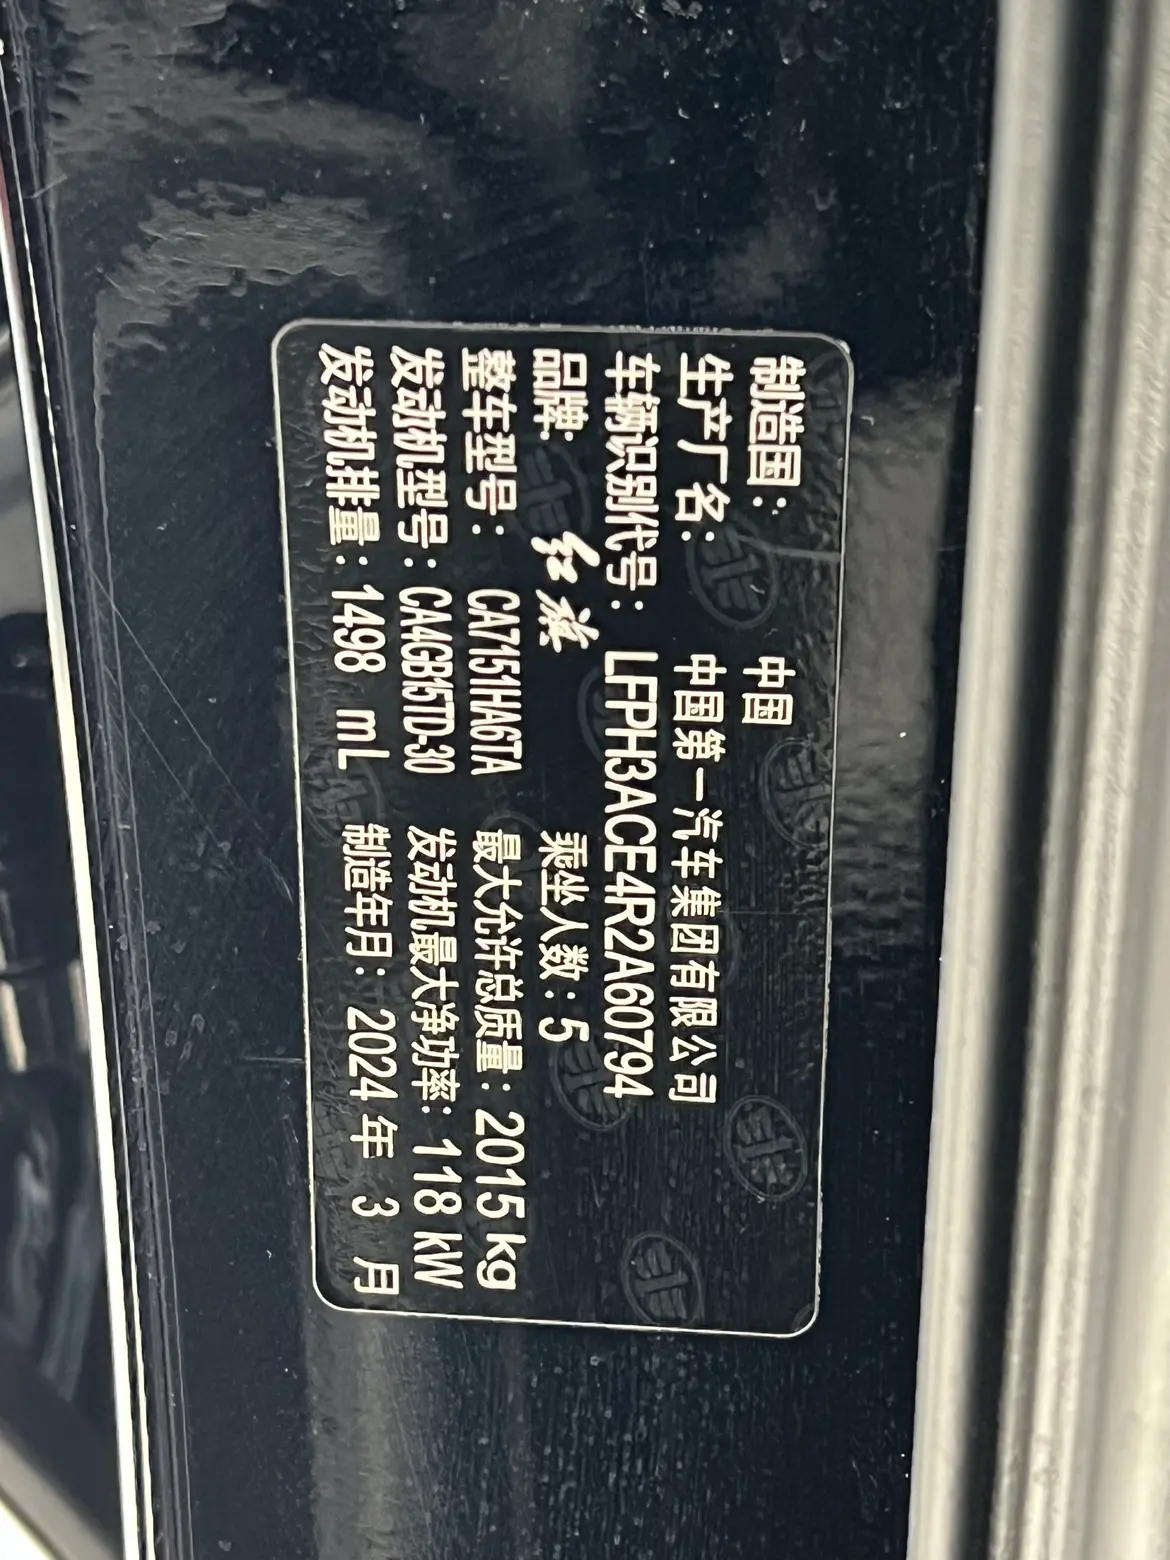 制造国: 中国
生产厂名: 中国第一汽车集团有限公司
车辆识别代号: LFPH3ACE4R2A60794
品牌: 红旗 乘坐人数: 5
整车型号: CA7151HA6TA 最大允许总质量: 2015 kg
发动机型号: CA4GB15TD-30 发动机最大净功率: 118 kW
发动机排量: 1498 mL 制造年月: 2024 年 3 月